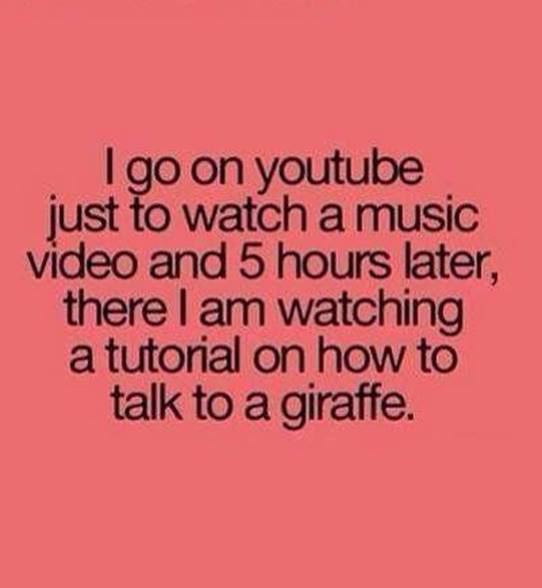 I go on youtube
just to watch a music
video and 5 hours later,
there I am watching
a tutorial on how to
talk to a giraffe.